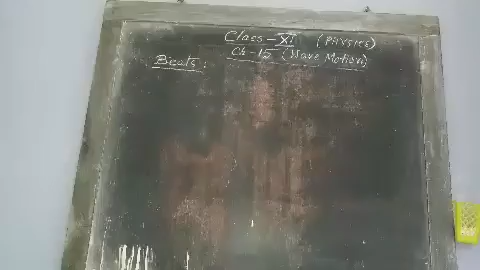 Class - XI (PHYSICS)
Ch-15 (Wave Motion)
Beats: